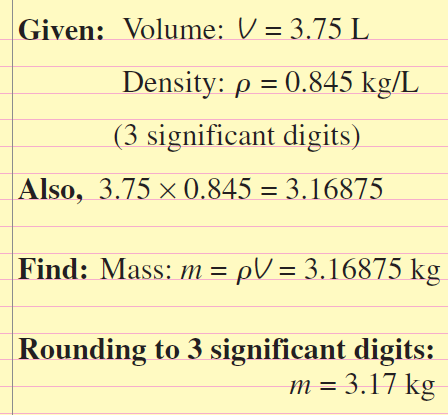 Given: Volume: V = 3.75 L
Density: ρ = 0.845 kg/L
(3 significant digits)
Also, 3.75 × 0.845 = 3.16875
Find: Mass: m = ρV = 3.16875 kg
Rounding to 3 significant digits:
m = 3.17 kg